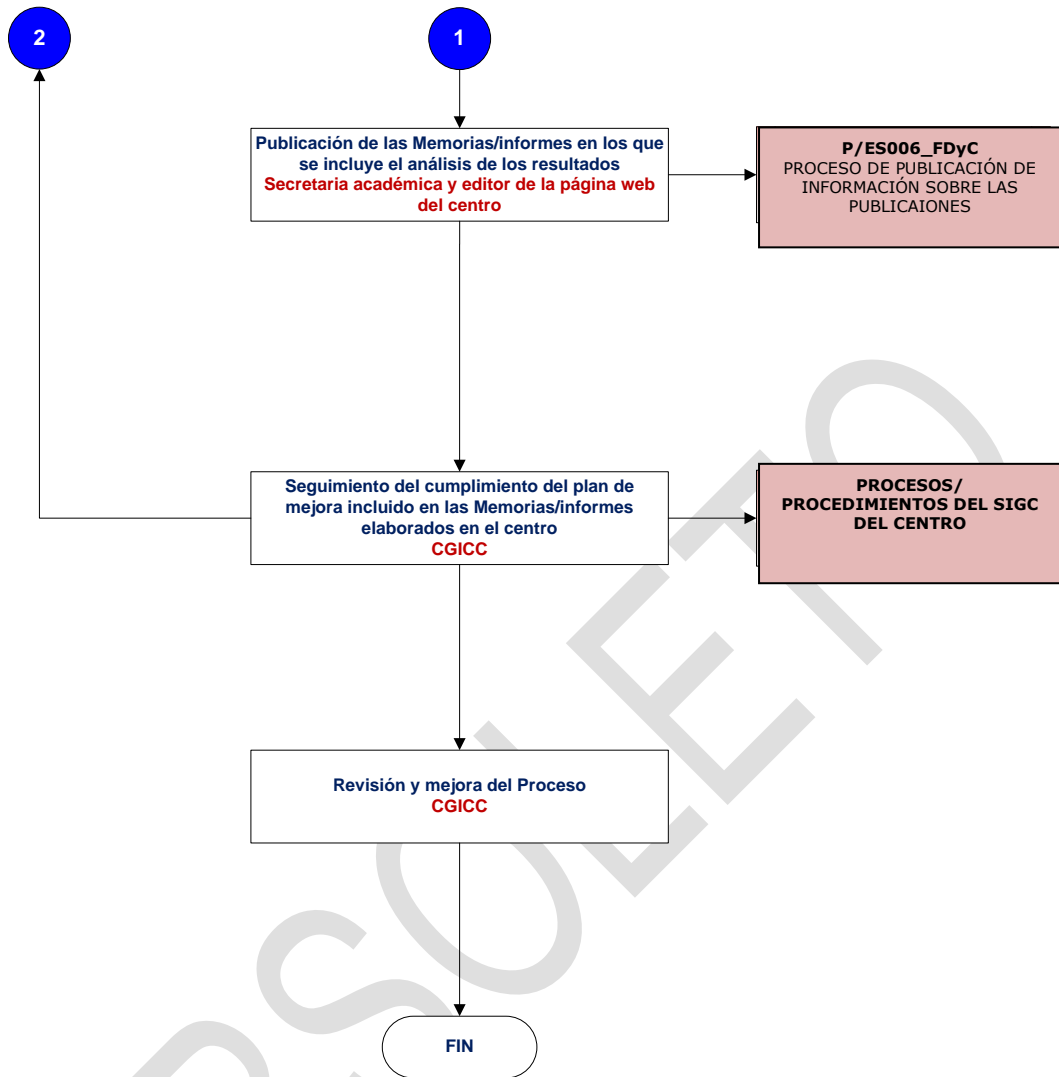 2
1
Publicación de las Memorias/informes en los que
se incluye el análisis de los resultados
Secretaria académica y editor de la página web
del centro
P/ES006_FDyC
PROCESO DE PUBLICACIÓN DE
INFORMACIÓN SOBRE LAS
PUBLICAIONES
Seguimiento del cumplimiento del plan de
mejora incluido en las Memorias/informes
elaborados en el centro
CGICC
PROCESOS/
PROCEDIMIENTOS DEL SIGC
DEL CENTRO
Revisión y mejora del Proceso
CGICC
FIN